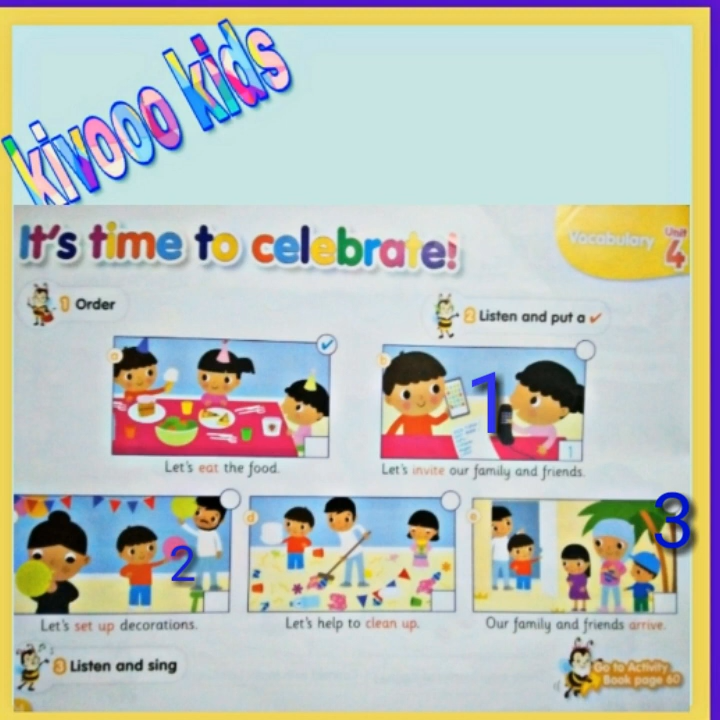 kivooo kids
It's time to celebrate!
Vocabulary Unit 4
1 Order
2 Listen and put a ✓
a
b
1
1
Let's eat the food.
Let's invite our family and friends.
2
d
e
3
Let's set up decorations.
Let's help to clean up.
Our family and friends arrive.
3 Listen and sing
Go to Activity
Book page 60